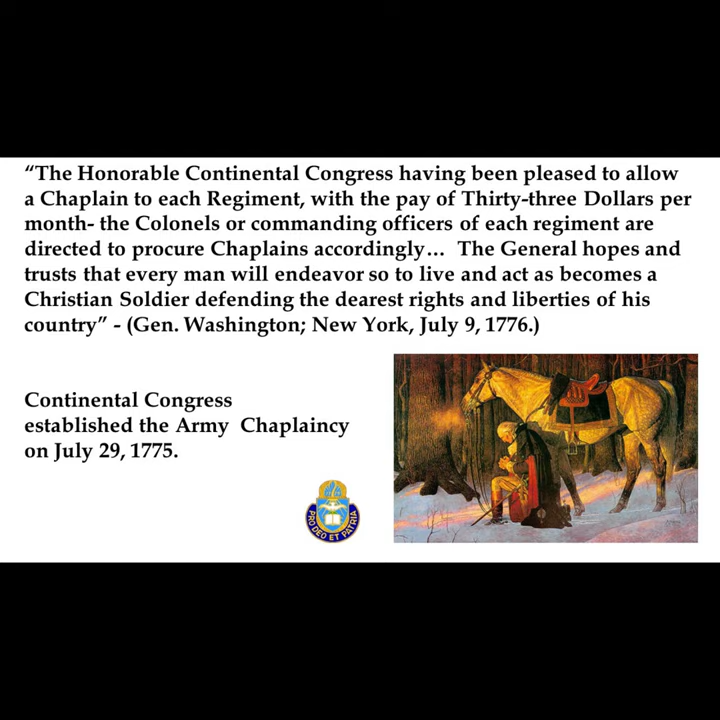 “The Honorable Continental Congress having been pleased to allow
a Chaplain to each Regiment, with the pay of Thirty-three Dollars per
month- the Colonels or commanding officers of each regiment are
directed to procure Chaplains accordingly…  The General hopes and
trusts that every man will endeavor so to live and act as becomes a
Christian Soldier defending the dearest rights and liberties of his
country” - (Gen. Washington; New York, July 9, 1776.)
Continental Congress
established the Army  Chaplaincy
on July 29, 1775.
PRO DEO ET PATRIA